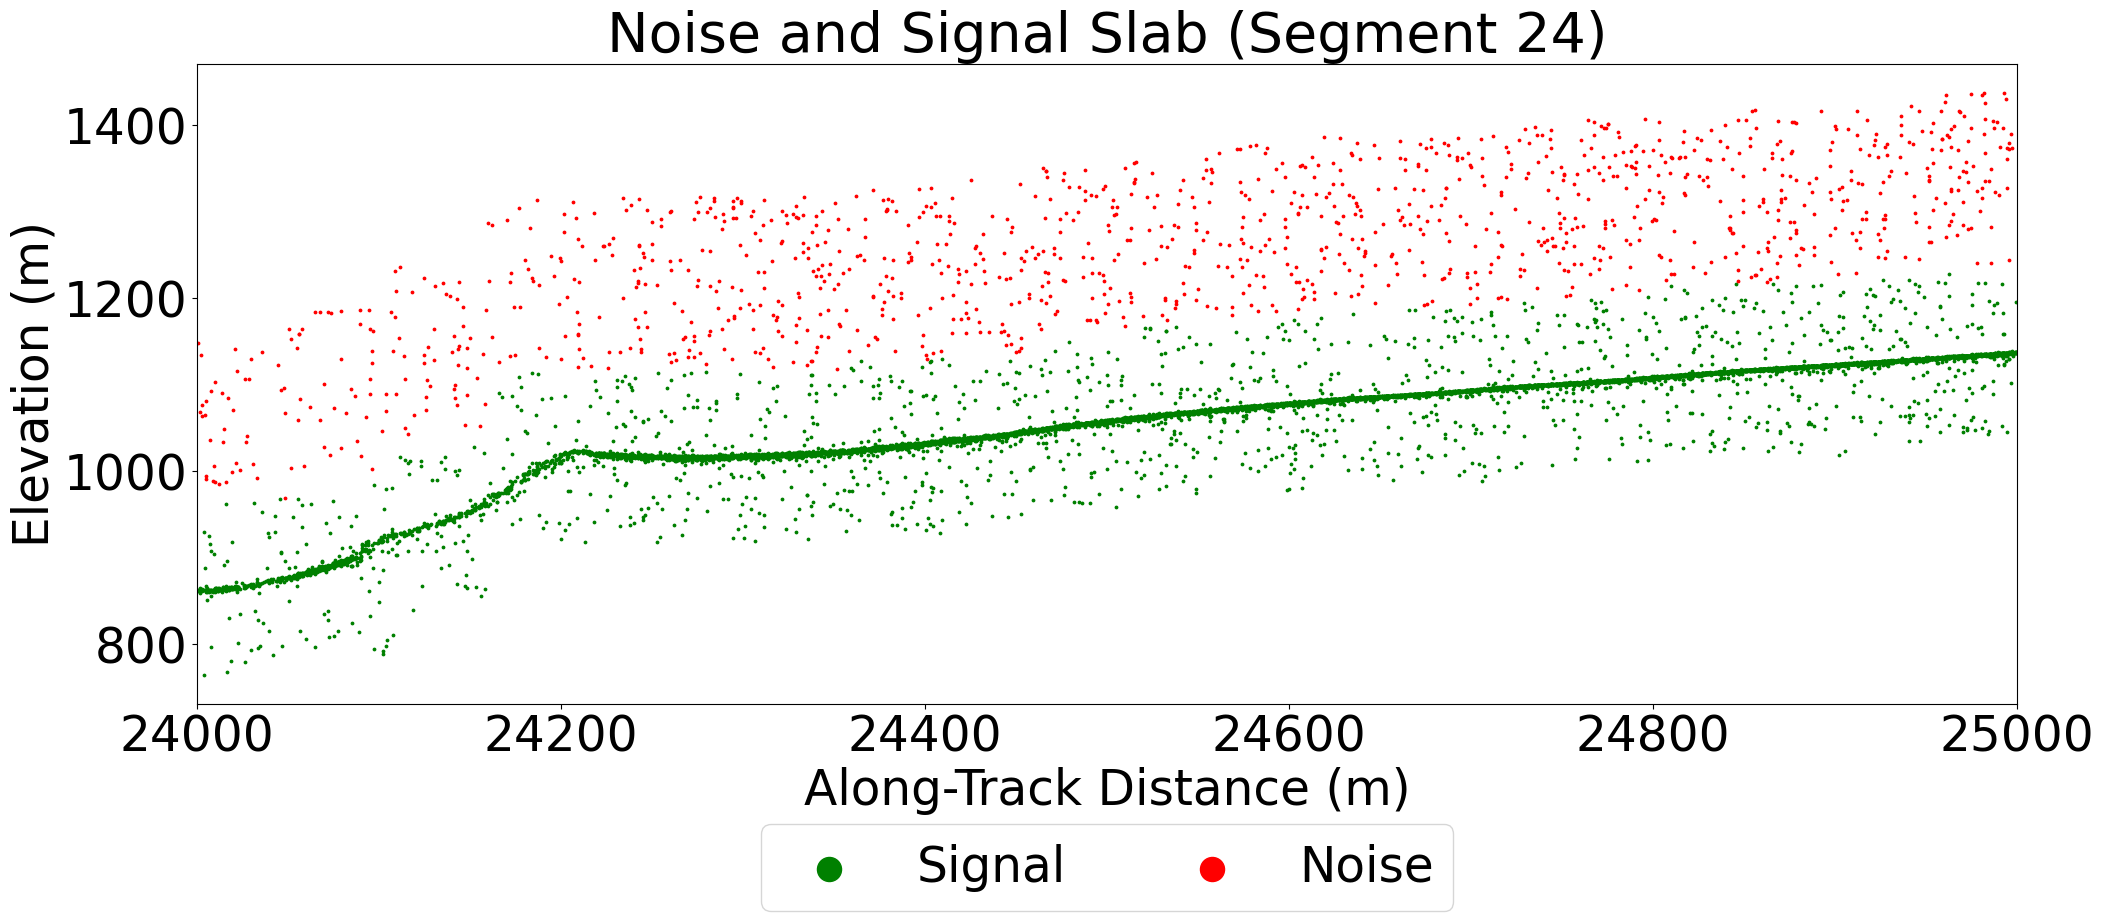 Noise and Signal Slab (Segment 24)
Elevation (m)
1400
1200
1000
800
24000 24200 24400 24600 24800 25000
Along-Track Distance (m)
Signal Noise